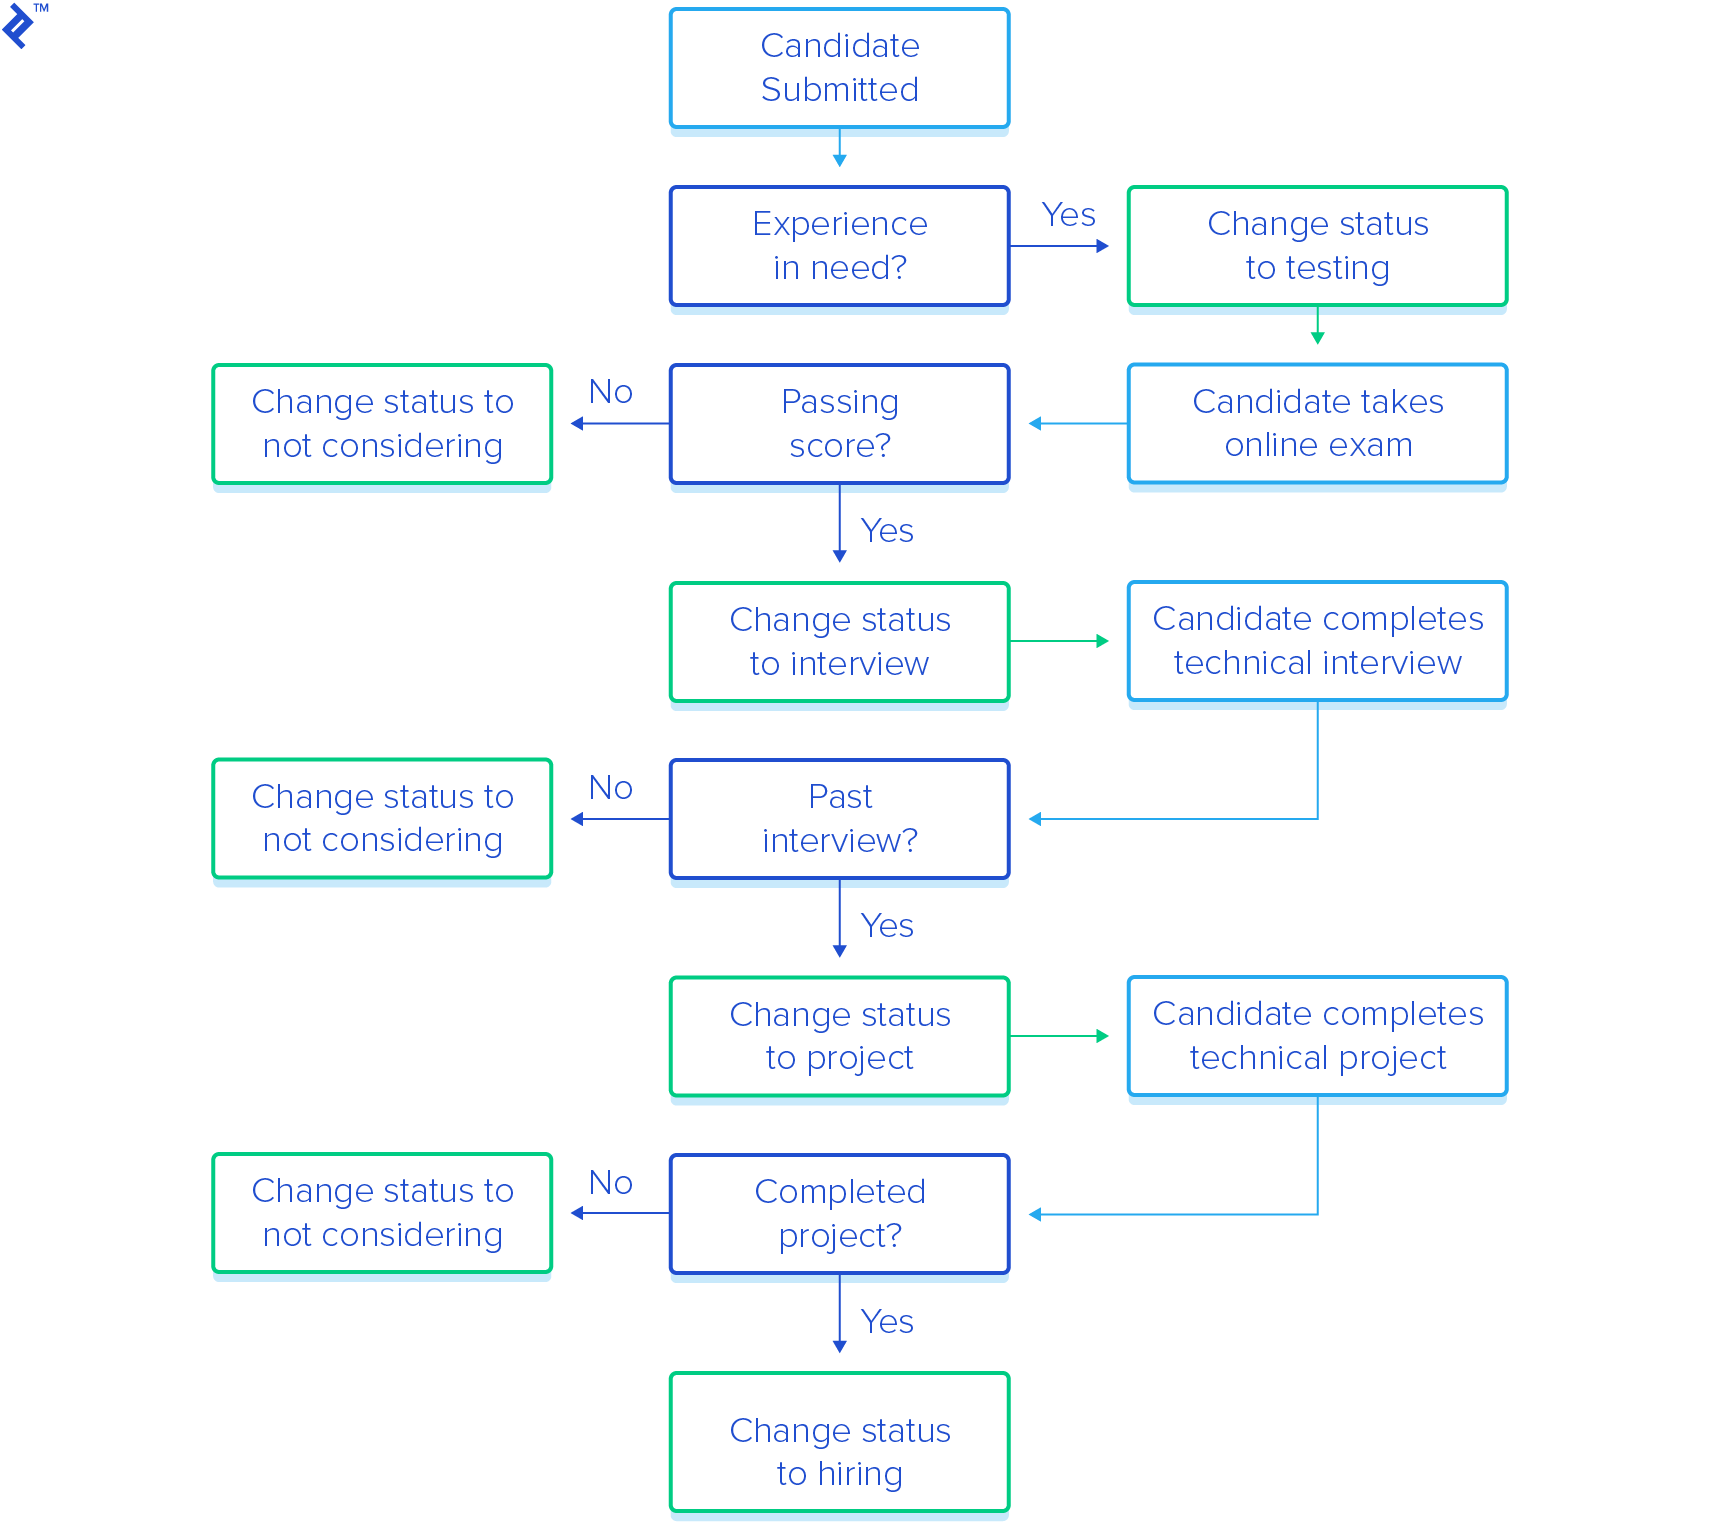 TM
Candidate
Submitted
Experience
in need?
Yes
Change status
to testing
Change status to
not considering
No
Passing
score?
Candidate takes
online exam
Yes
Change status
to interview
Candidate completes
technical interview
Change status to
not considering
No
Past
interview?
Yes
Change status
to project
Candidate completes
technical project
Change status to
not considering
No
Completed
project?
Yes
Change status
to hiring